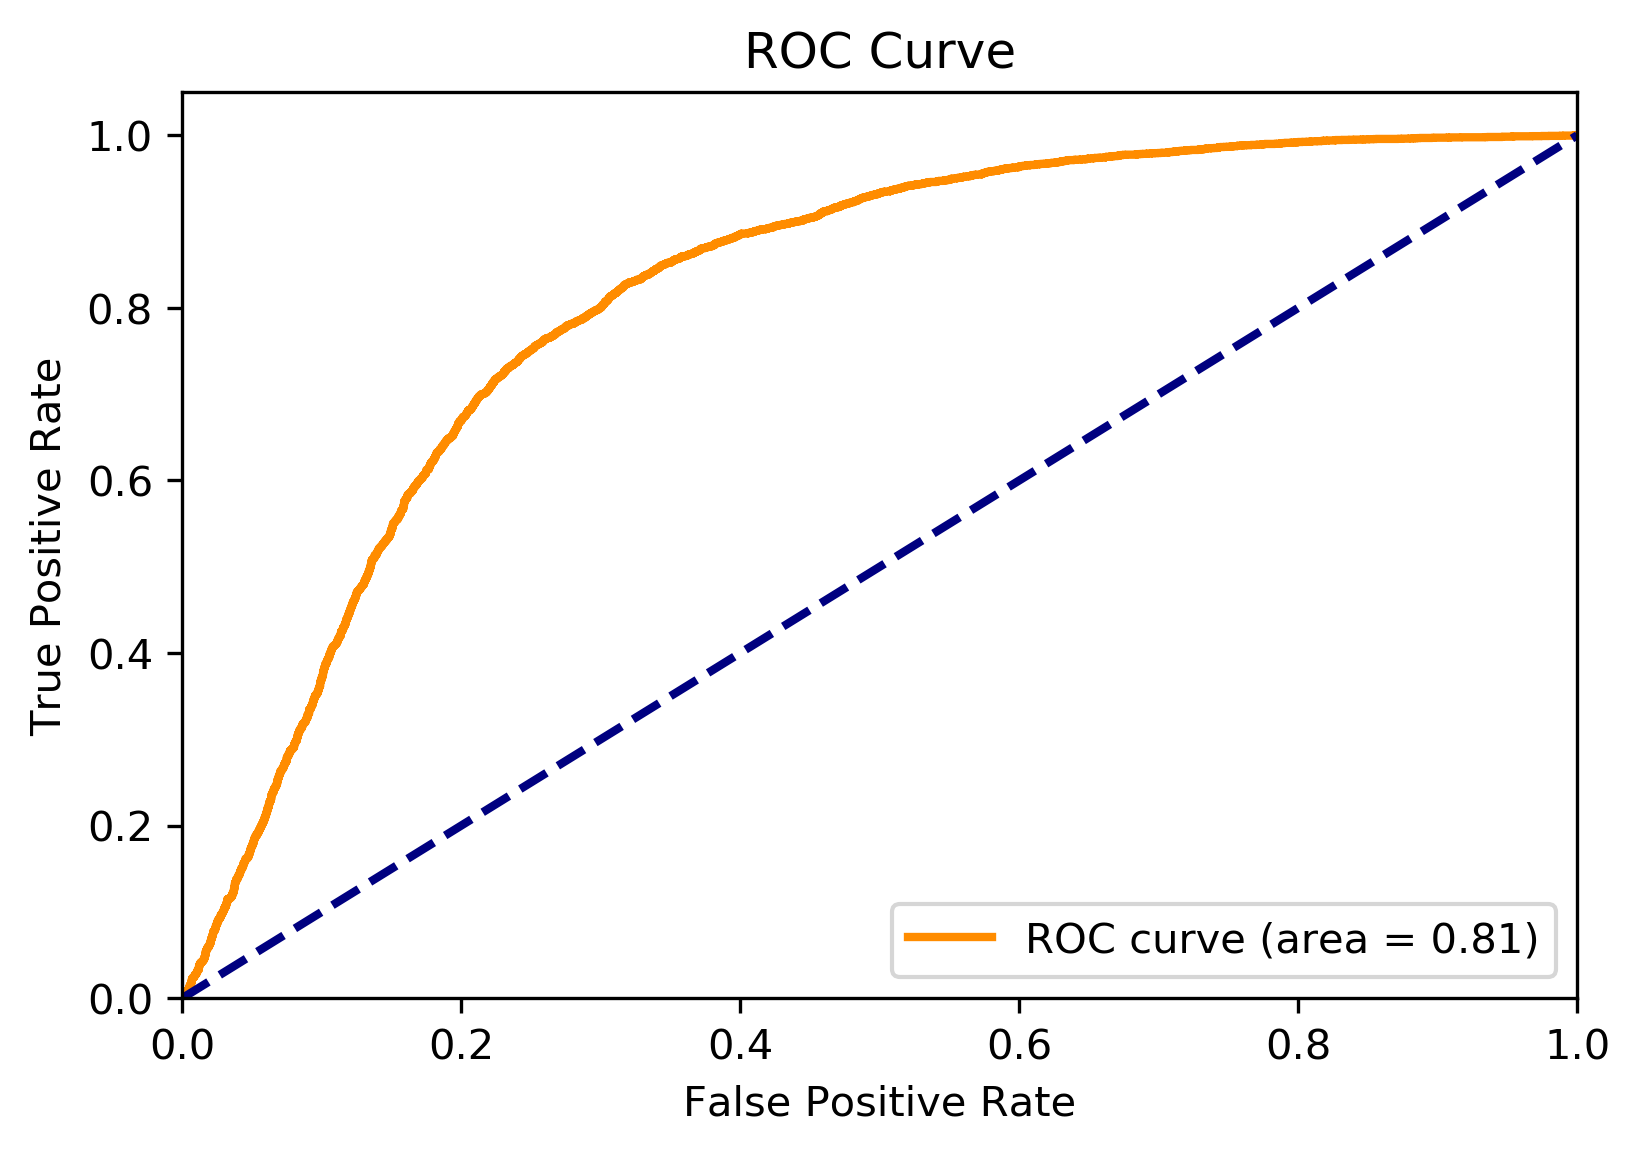 ROC Curve
True Positive Rate
1.0
0.8
0.6
0.4
0.2
0.0
ROC curve (area = 0.81)
0.0 0.2 0.4 0.6 0.8 1.0
False Positive Rate